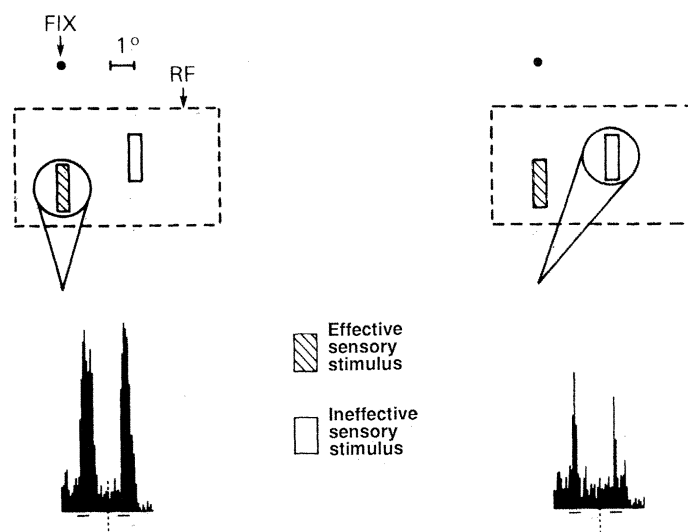 FIX
1°
RF
Effective
sensory
stimulus
Ineffective
sensory
stimulus